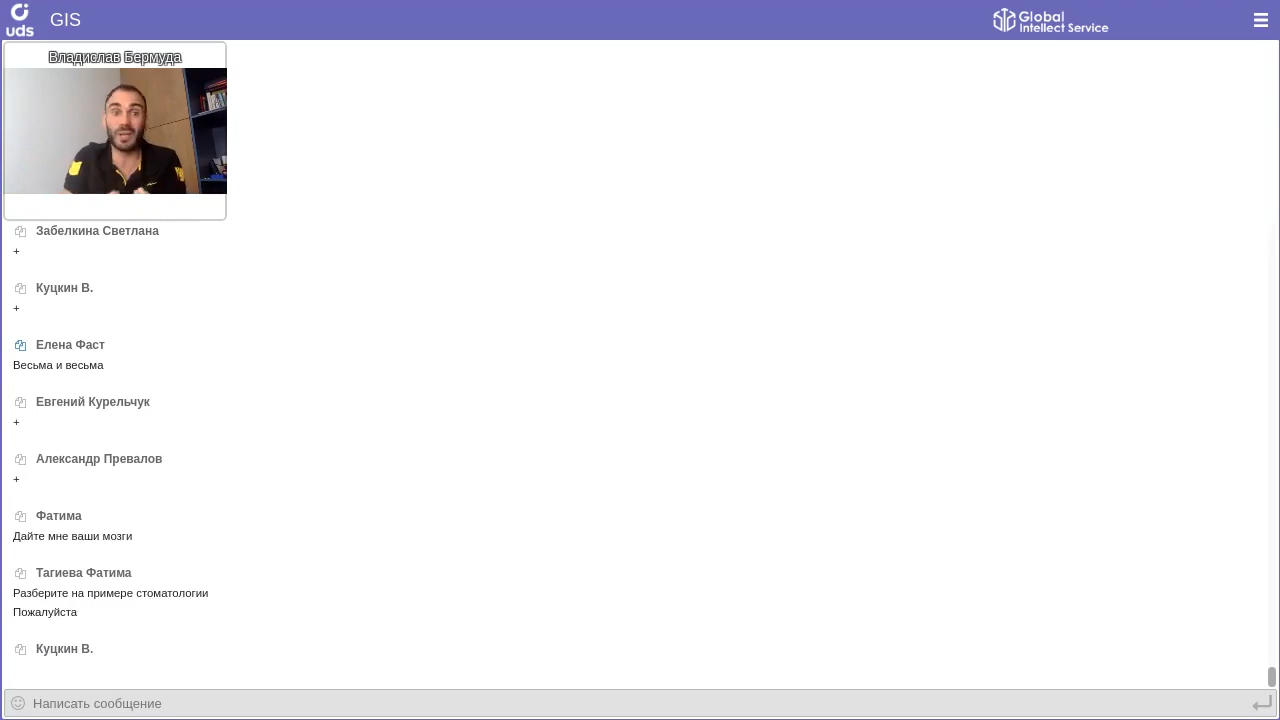 uds
GIS
Global
Intellect Service
Владислав Бермуда
Забелкина Светлана
+
Куцкин В.
+
Елена Фаст
Весьма и весьма
Евгений Курельчук
+
Александр Превалов
+
Фатима
Дайте мне ваши мозги
Тагиева Фатима
Разберите на примере стоматологии
Пожалуйста
Куцкин В.
Написать сообщение